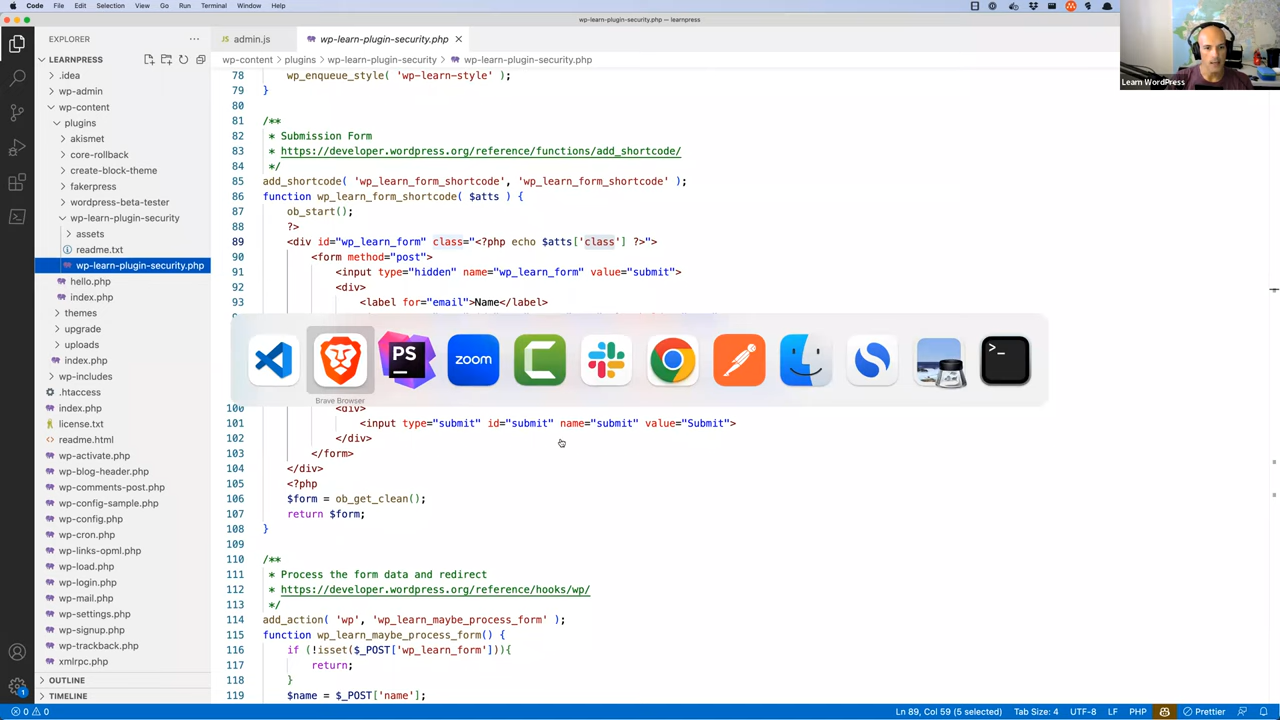 Code File Edit Selection View Go Run Terminal Window Help
wp-learn-plugin-security.php — learnpress
EXPLORER
LEARNPRESS
.idea
wp-admin
wp-content
plugins
akismet
core-rollback
create-block-theme
fakerpress
wordpress-beta-tester
wp-learn-plugin-security
assets
readme.txt
wp-learn-plugin-security.php
hello.php
index.php
themes
upgrade
uploads
index.php
wp-includes
.htaccess
index.php
license.txt
readme.html
wp-activate.php
wp-blog-header.php
wp-comments-post.php
wp-config-sample.php
wp-config.php
wp-cron.php
wp-links-opml.php
wp-load.php
wp-login.php
wp-mail.php
wp-settings.php
wp-signup.php
wp-trackback.php
xmlrpc.php
OUTLINE
TIMELINE
admin.js wp-learn-plugin-security.php
wp-content plugins wp-learn-plugin-security wp-learn-plugin-security.php
78 wp_enqueue_style( 'wp-learn-style' );
79 }
80
81 /**
82 * Submission Form
83 * https://developer.wordpress.org/reference/functions/add_shortcode/
84 */
85 add_shortcode( 'wp_learn_form_shortcode', 'wp_learn_form_shortcode' );
86 function wp_learn_form_shortcode( $atts ) {
87 ob_start();
88 ?>
89 <div id="wp_learn_form" class="<?php echo $atts['class'] ?>">
90 <form method="post">
91 <input type="hidden" name="wp_learn_form" value="submit">
92 <div>
93 <label for="email">Name</label>
PS
zoom
Brave Browser
100 <div>
101 <input type="submit" id="submit" name="submit" value="Submit">
102 </div>
103 </form>
104 </div>
105 <?php
106 $form = ob_get_clean();
107 return $form;
108 }
109
110 /**
111 * Process the form data and redirect
112 * https://developer.wordpress.org/reference/hooks/wp/
113 */
114 add_action( 'wp', 'wp_learn_maybe_process_form' );
115 function wp_learn_maybe_process_form() {
116 if (!isset($_POST['wp_learn_form'])){
117 return;
118 }
119 $name = $_POST['name'];
Learn WordPress
1
0 0
Ln 89, Col 59 (5 selected) Tab Size: 4 UTF-8 LF PHP Prettier